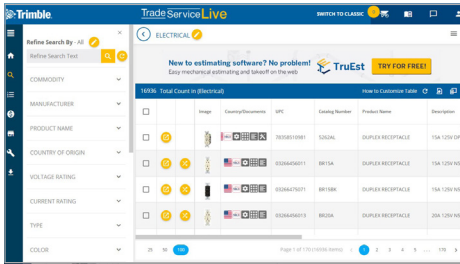 Trimble.
Trade Service Live
SWITCH TO CLASSIC
Refine Search By - All
ELECTRICAL
Refine Search Text
New to estimating software? No problem!
Easy mechanical estimating and takeoff on the web
TruEst
TRY FOR FREE!
COMMODITY
MANUFACTURER
PRODUCT NAME
COUNTRY OF ORIGIN
VOLTAGE RATING
CURRENT RATING
TYPE
COLOR
16936 Total Count in (Electrical)
How to Customize Table
Image Country/Documents UPC Catalog Number Product Name Description
78358510981 5262AL DUPLEX RECEPTACLE 15A 125V DP
03266456011 BR15A DUPLEX RECEPTACLE 15A 125V NS
03266475071 BR15BK DUPLEX RECEPTACLE 15A 125V NS
03266456013 BR20A DUPLEX RECEPTACLE 20A 125V NS
25 50 100
Page 1 of 170 (16936 items)
1 2 3 4 5 ... 170